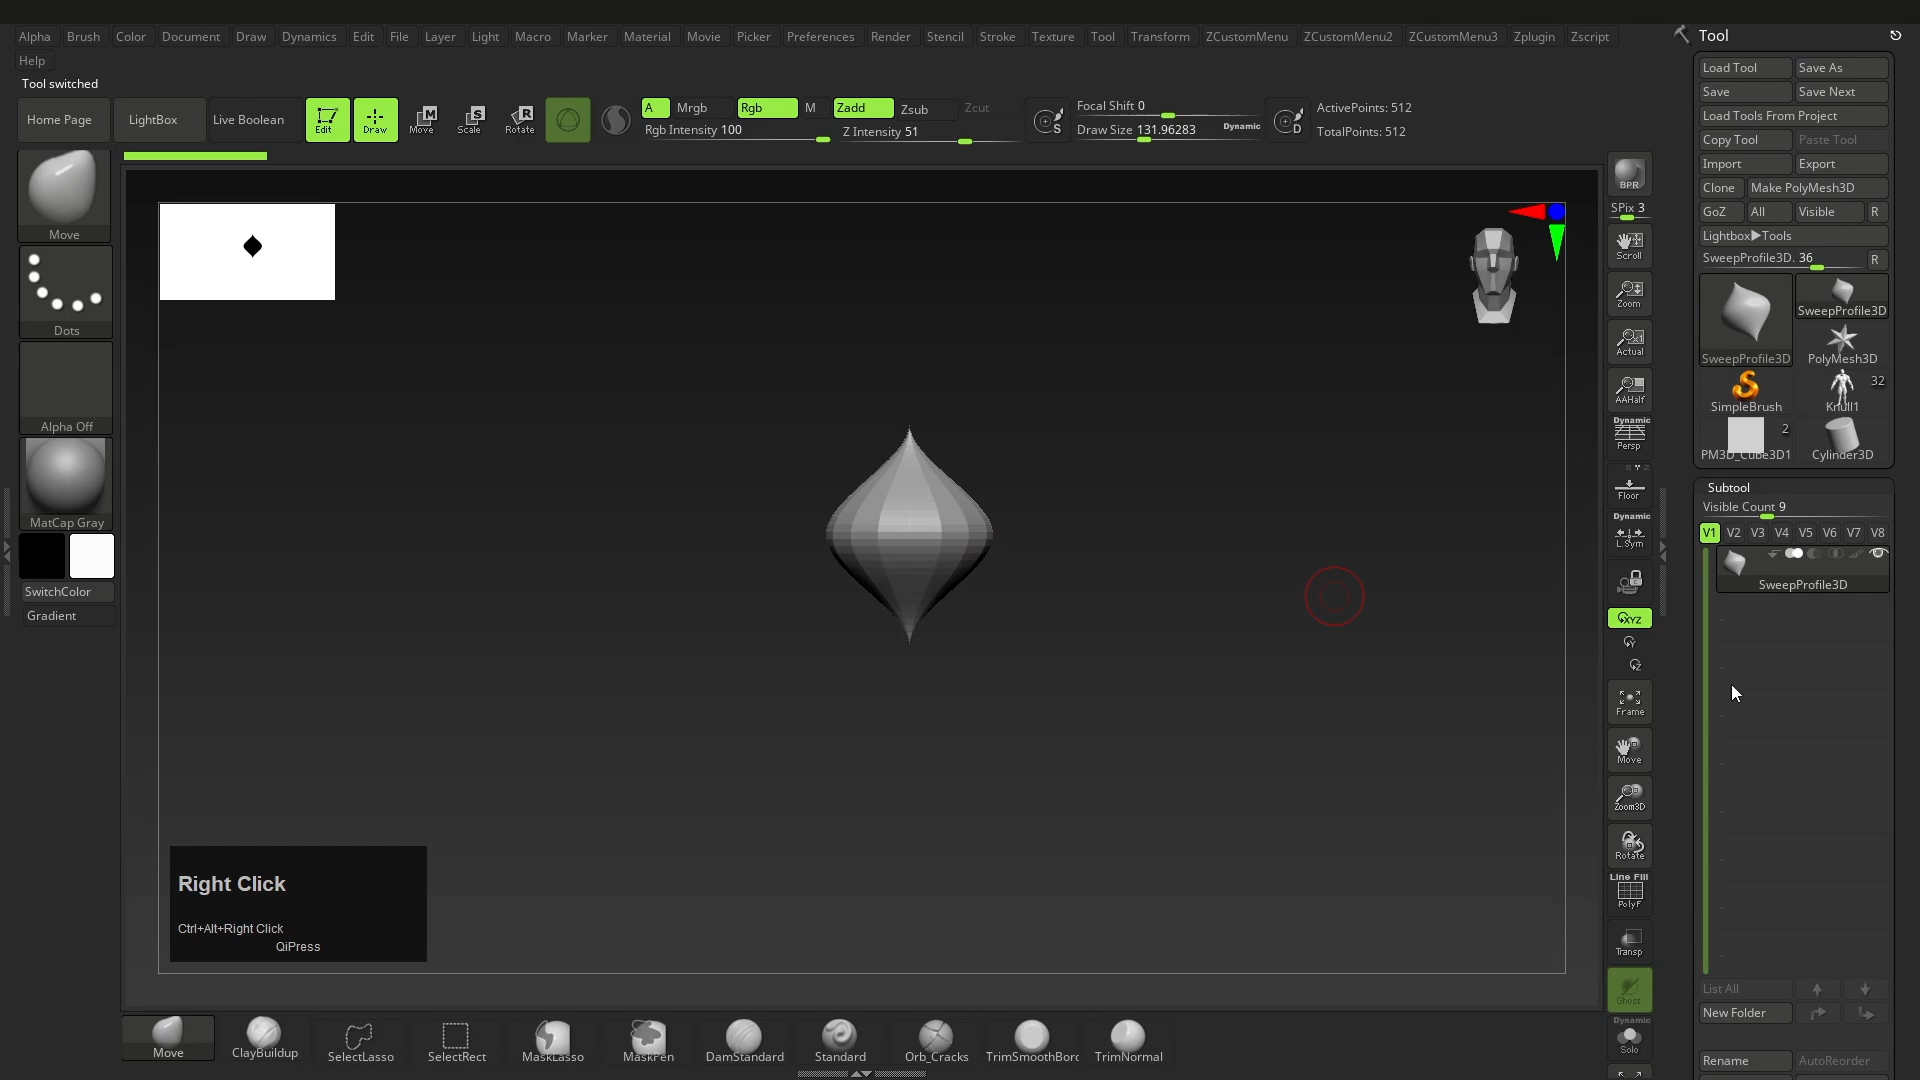 Alpha Brush Color Document Draw Dynamics Edit File Layer Light Macro Marker Material Movie Picker Preferences Render Stencil Stroke Texture Tool Transform ZCustomMenu ZCustomMenu2 ZCustomMenu3 Zplugin Zscript
Help
Tool switched
Home Page LightBox Live Boolean Edit Draw Move Scale Rotate
A Mrgb Rgb M Zadd Zsub Zcut
Rgb Intensity 100 Z Intensity 51
Focal Shift 0
Draw Size 131.96283 Dynamic
ActivePoints: 512
TotalPoints: 512
Move
Dots
Alpha Off
MatCap Gray
SwitchColor
Gradient
Right Click
Ctrl+Alt+Right Click
QiPress
Move ClayBuildup SelectLasso SelectRect MaskLasso MaskPen DamStandard Standard Orb_Cracks TrimSmoothBorc TrimNormal
BPR
SPix 3
Scroll
Zoom
Actual
AAHalf
Dynamic
Persp
Floor
Dynamic
L.Sym
XYZ
Y
Z
Frame
Move
Zoom3D
Rotate
Line Fill
PolyF
Transp
Ghost
Dynamic
Solo
Tool
Load Tool Save As
Save Save Next
Load Tools From Project
Copy Tool Paste Tool
Import Export
Clone Make PolyMesh3D
GoZ All Visible R
Lightbox▶Tools
SweepProfile3D. 36 R
SweepProfile3D
SweepProfile3D PolyMesh3D
32
SimpleBrush Knull1
2
PM3D_Cube3D1 Cylinder3D
Subtool
Visible Count 9
V1 V2 V3 V4 V5 V6 V7 V8
SweepProfile3D
List All
New Folder
Rename AutoReorder